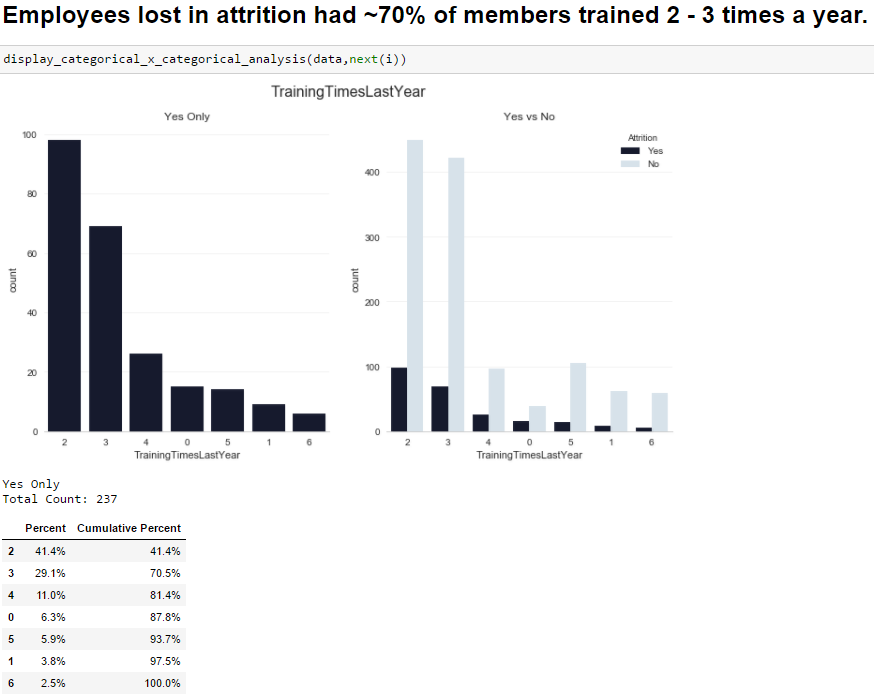 Employees lost in attrition had ~70% of members trained 2 - 3 times a year.
display_categorical_x_categorical_analysis(data,next(i))
TrainingTimesLastYear
Yes Only
100
80
60
40
20
0
count
2 3 4 0 5 1 6
TrainingTimesLastYear
Yes vs No
Attrition
Yes
No
400
300
200
100
0
count
2 3 4 0 5 1 6
TrainingTimesLastYear
Yes Only
Total Count: 237
Percent Cumulative Percent
2 41.4% 41.4%
3 29.1% 70.5%
4 11.0% 81.4%
0 6.3% 87.8%
5 5.9% 93.7%
1 3.8% 97.5%
6 2.5% 100.0%